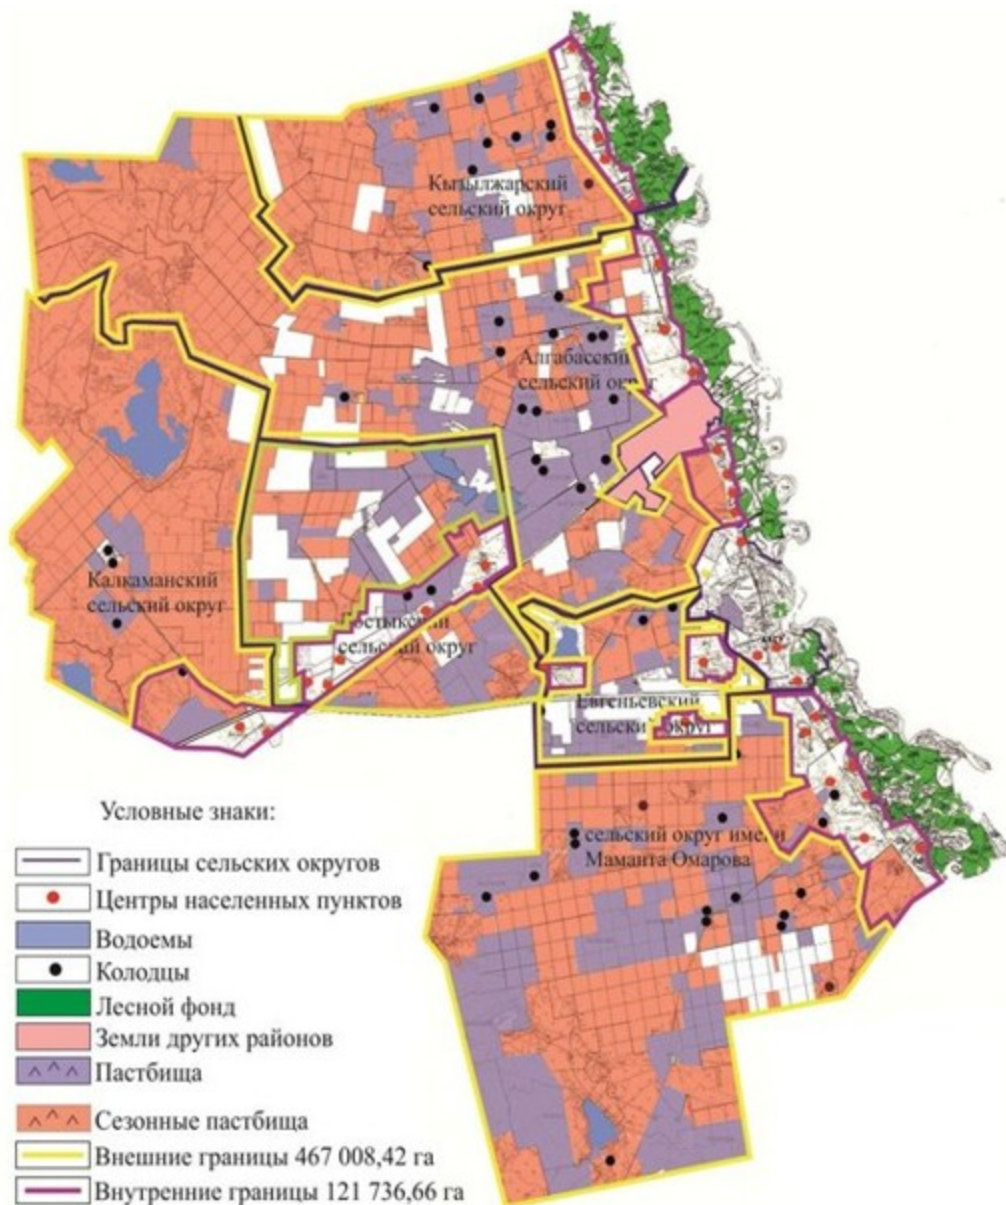 Кызылжарский
сельский округ
Алгабасский
сельский округ
Калкаманский
сельский округ
сельский округ
Евгеньевский
сельский округ
сельский округ имени
Маманта Омарова
Условные знаки:
Границы сельских округов
Центры населенных пунктов
Водоемы
Колодцы
Лесной фонд
Земли других районов
Пастбища
Сезонные пастбища
Внешние границы 467 008,42 га
Внутренние границы 121 736,66 га